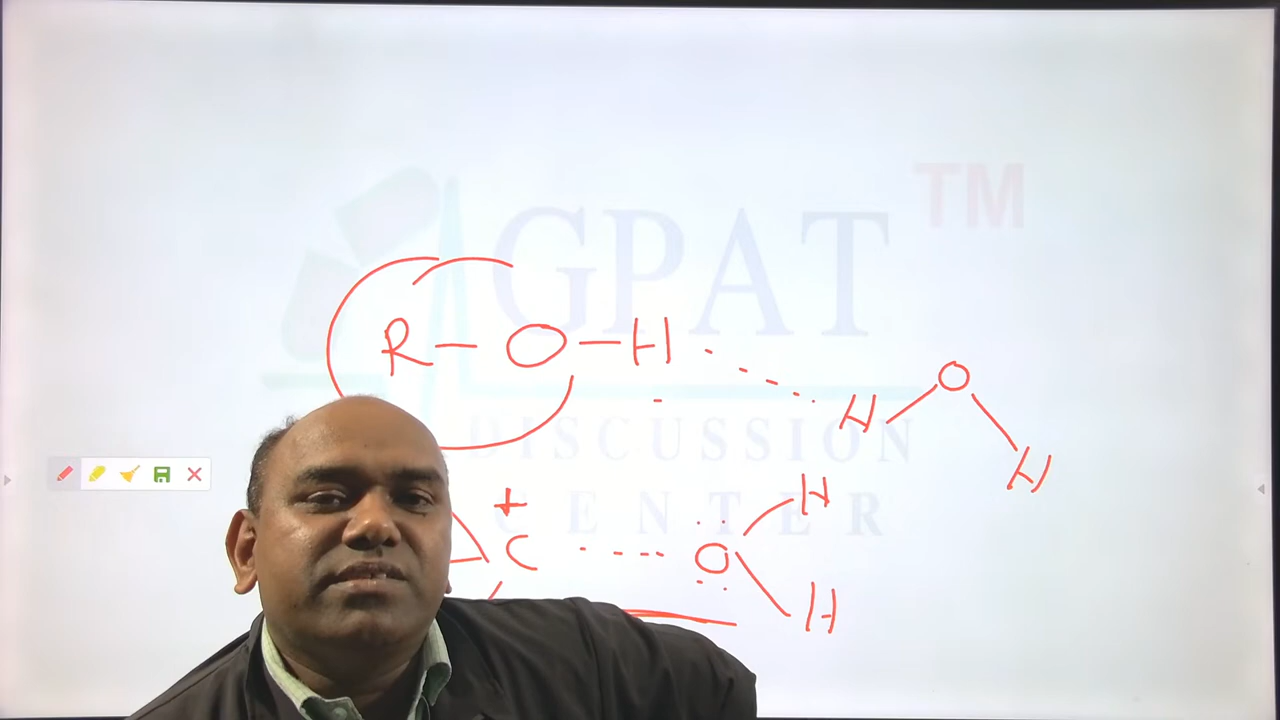 TM
GPAT
DISCUSSION
CENTER
R - O - H
H O H
+
C
O H H